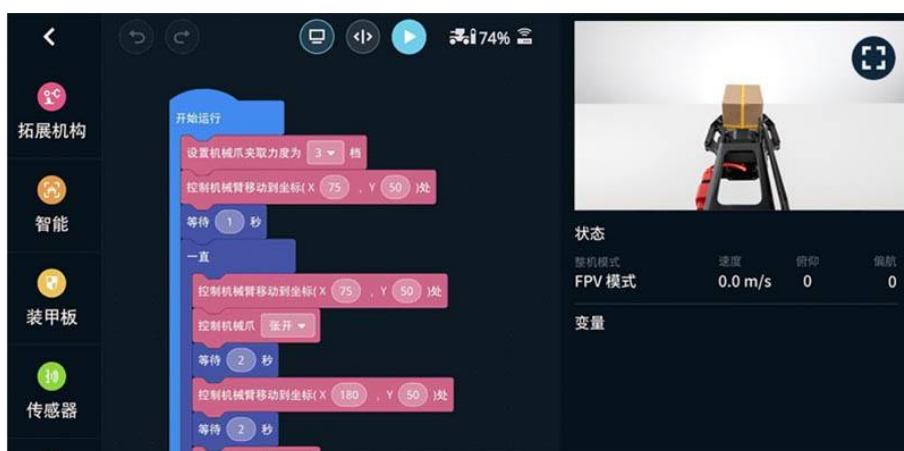 74%
拓展机构
智能
装甲板
传感器
开始运行
设置机械爪夹取力度为 3 档
控制机械臂移动到坐标(X 75 , Y 50 )处
等待 1 秒
一直
控制机械臂移动到坐标(X 75 , Y 50 )处
控制机械爪 张开
等待 2 秒
控制机械臂移动到坐标(X 180 , Y 50 )处
等待 2 秒
状态
整机模式 速度 俯仰 偏航
FPV 模式 0.0 m/s 0 0
变量